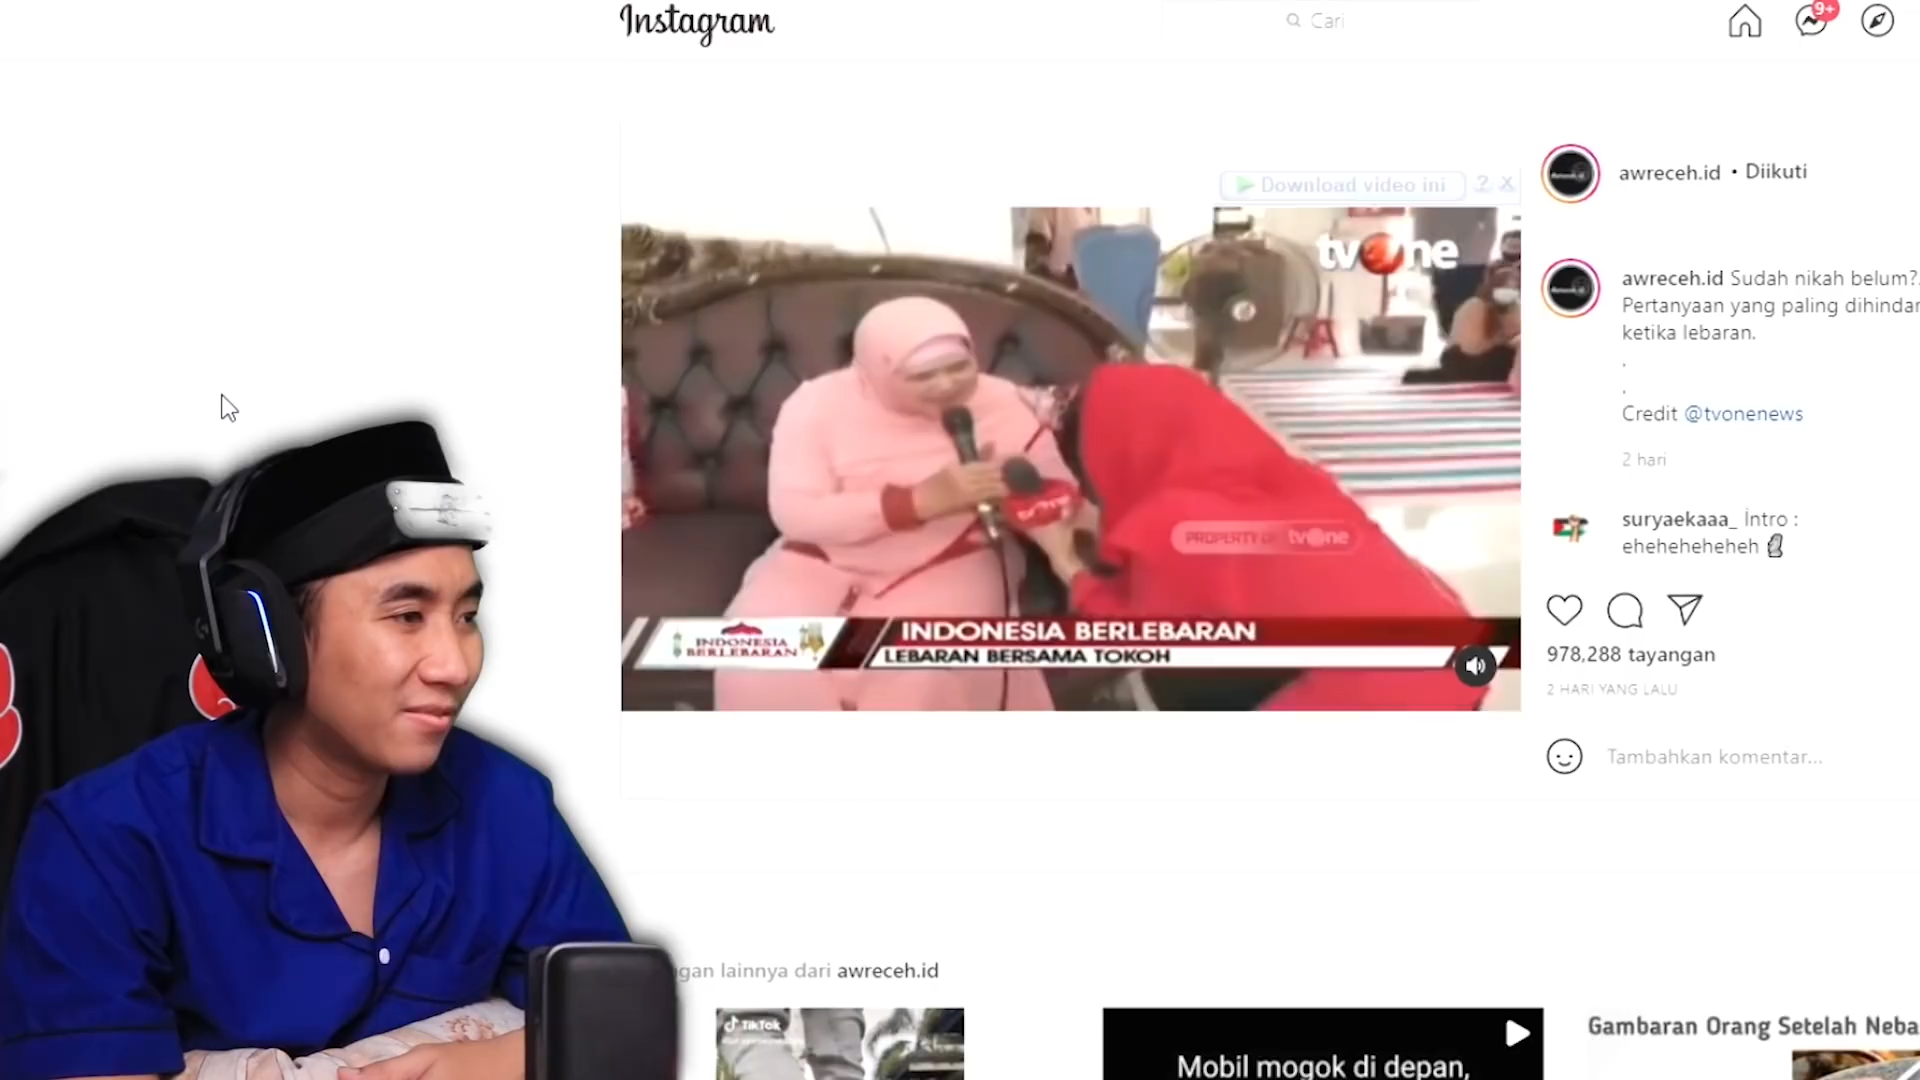 Instagram
Cari
9+
Download video ini ? X
tvOne
PROPERTY OF tvOne
INDONESIA BERLEBARAN
INDONESIA BERLEBARAN
LEBARAN BERSAMA TOKOH
awreceh.id • Diikuti
awreceh.id Sudah nikah belum?
Pertanyaan yang paling dihindar
ketika lebaran.
.
.
Credit @tvonenews
2 hari
suryaekaaa_ İntro :
eheheheheheh
978,288 tayangan
2 HARI YANG LALU
Tambahkan komentar...
ngan lainnya dari awreceh.id
TikTok
Mobil mogok di depan,
Gambaran Orang Setelah Neba